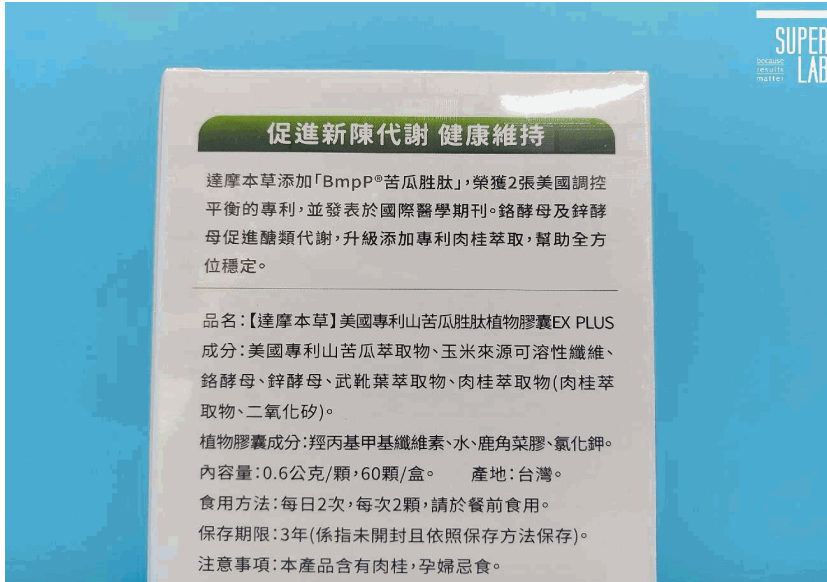 SUPER
because
results
matter
LAB
促進新陳代謝 健康維持
達摩本草添加「BmpP®苦瓜胜肽」,榮獲2張美國調控
平衡的專利,並發表於國際醫學期刊。鉻酵母及鋅酵
母促進醣類代謝,升級添加專利肉桂萃取,幫助全方
位穩定。
品名:【達摩本草】美國專利山苦瓜胜肽植物膠囊EX PLUS
成分:美國專利山苦瓜萃取物、玉米來源可溶性纖維、
鉻酵母、鋅酵母、武靴葉萃取物、肉桂萃取物(肉桂萃
取物、二氧化矽)。
植物膠囊成分:羥丙基甲基纖維素、水、鹿角菜膠、氯化鉀。
內容量:0.6公克/顆,60顆/盒。 產地:台灣。
食用方法:每日2次,每次2顆,請於餐前食用。
保存期限:3年(係指未開封且依照保存方法保存)。
注意事項:本產品含有肉桂,孕婦忌食。